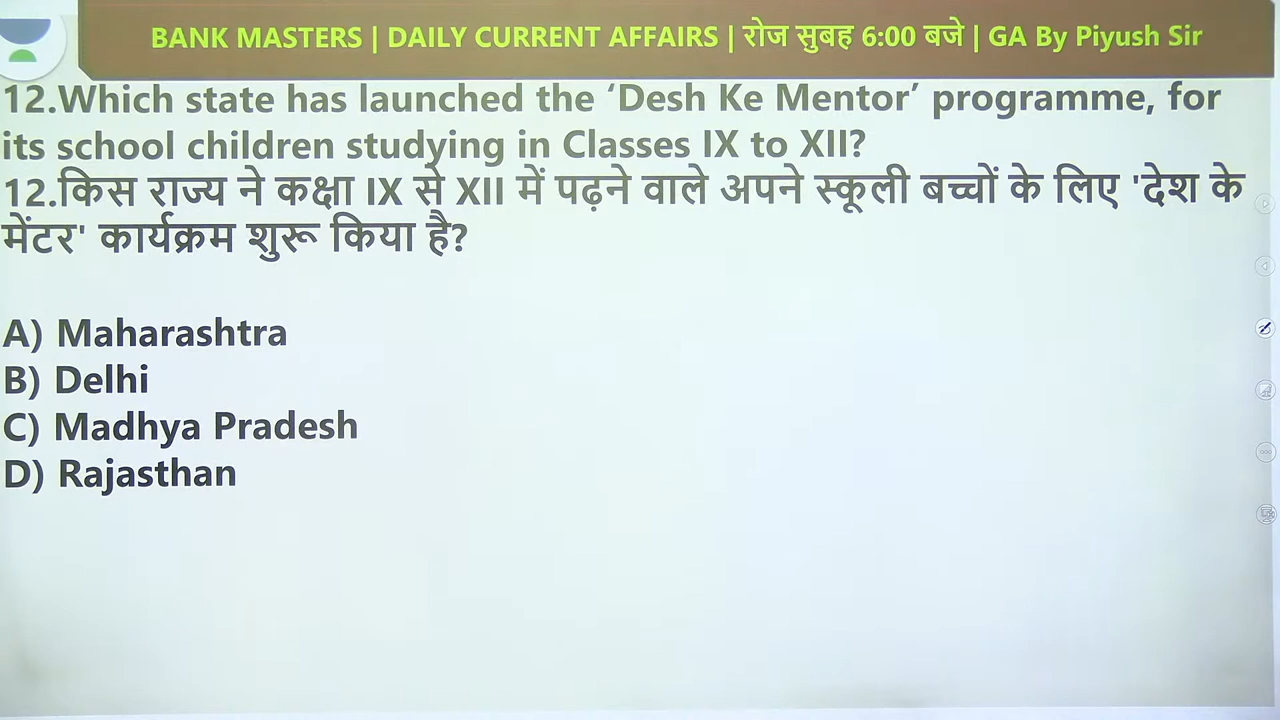 BANK MASTERS | DAILY CURRENT AFFAIRS | रोज सुबह 6:00 बजे | GA By Piyush Sir
12.Which state has launched the ‘Desh Ke Mentor’ programme, for
its school children studying in Classes IX to XII?
12.किस राज्य ने कक्षा IX से XII में पढ़ने वाले अपने स्कूली बच्चों के लिए 'देश के
मेंटर' कार्यक्रम शुरू किया है?
A) Maharashtra
B) Delhi
C) Madhya Pradesh
D) Rajasthan